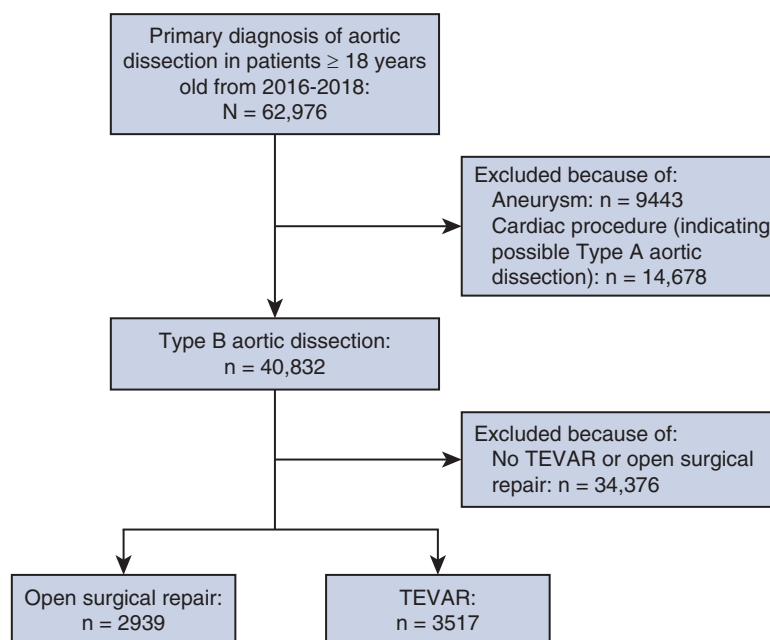 Primary diagnosis of aortic
dissection in patients ≥ 18 years
old from 2016-2018:
N = 62,976
Excluded because of:
Aneurysm: n = 9443
Cardiac procedure (indicating
possible Type A aortic
dissection): n = 14,678
Type B aortic dissection:
n = 40,832
Excluded because of:
No TEVAR or open surgical
repair: n = 34,376
Open surgical repair:
n = 2939
TEVAR:
n = 3517